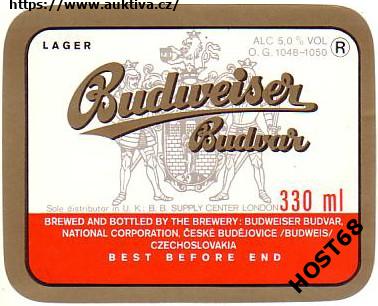 https://www.auktiva.cz/
LAGER
ALC 5,0 % VOL
O. G. 1048-1050
R
Budweiser
Budvar
Sole distributor in U. K.: B. B. SUPPLY CENTER LONDON
330 ml
BREWED AND BOTTLED BY THE BREWERY: BUDWEISER BUDVAR,
NATIONAL CORPORATION, ČESKÉ BUDĚJOVICE /BUDWEIS/
CZECHOSLOVAKIA
BEST BEFORE END
HOST68